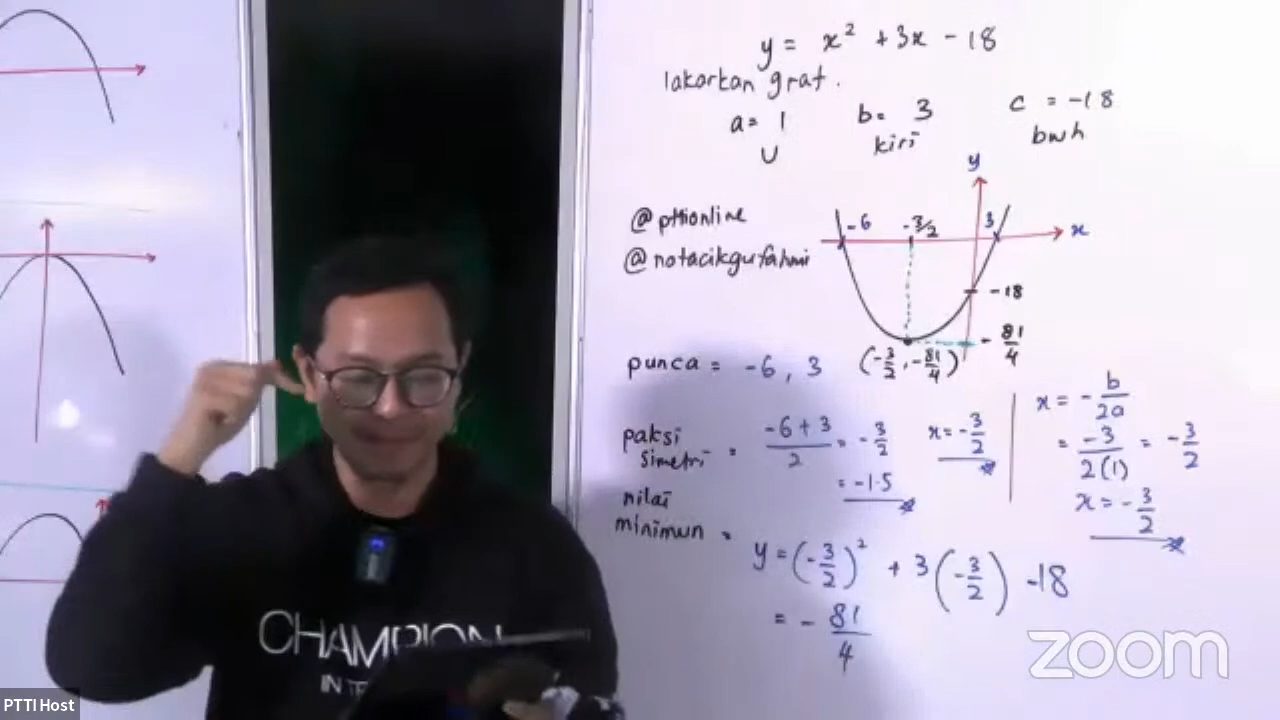 y = x² + 3x - 18
lakarkan graf.
a = 1 b = 3 c = -18
U kiri bwh
y
@pttionline
@notacikgufahmi
-6 -3/2 3 x
-18
-81/4
(-3/2, -81/4)
punca = -6, 3
paksi simetri = (-6+3)/2 = -3/2 x = -3/2
= -1.5
x = -b/2a
= -3/2(1) = -3/2
x = -3/2
nilai
minimum = y = (-3/2)² + 3(-3/2) - 18
= -81/4
CHAMPION
zoom
PTTI Host